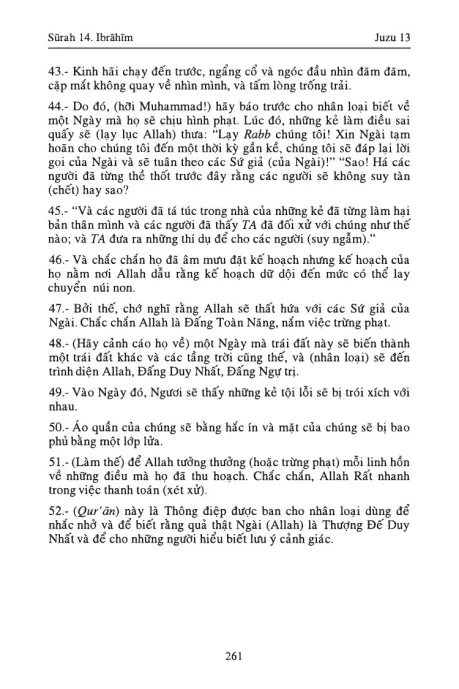 Sūrah 14. Ibrāhīm Juzu 13
43.- Kinh hãi chạy đến trước, ngẩng cổ và ngóc đầu nhìn đăm đăm,
cặp mắt không quay về nhìn mình, và tấm lòng trống trải.
44.- Do đó, (hỡi Muhammad!) hãy báo trước cho nhân loại biết về
một Ngày mà họ sẽ chịu hình phạt. Lúc đó, những kẻ làm điều sai
quấy sẽ (lạy lục Allah) thưa: “Lạy Rabb chúng tôi! Xin Ngài tạm
hoãn cho chúng tôi đến một thời kỳ gần kề, chúng tôi sẽ đáp lại lời
gọi của Ngài và sẽ tuân theo các Sứ giả (của Ngài)!” “Sao! Há các
người đã từng thề thốt trước đây rằng các người sẽ không suy tàn
(chết) hay sao?
45.- “Và các người đã tá túc trong nhà của những kẻ đã từng làm hại
bản thân mình và các người đã thấy TA đã đối xử với chúng như thế
nào; và TA đưa ra những thí dụ để cho các người (suy ngẫm).”
46.- Và chắc chắn họ đã âm mưu đặt kế hoạch nhưng kế hoạch của
họ nằm nơi Allah dẫu rằng kế hoạch dữ dội đến mức có thể lay
chuyển núi non.
47.- Bởi thế, chớ nghĩ rằng Allah sẽ thất hứa với các Sứ giả của
Ngài. Chắc chắn Allah là Đấng Toàn Năng, nắm việc trừng phạt.
48.- (Hãy cảnh cáo họ về) một Ngày mà trái đất này sẽ biến thành
một trái đất khác và các tầng trời cũng thế, và (nhân loại) sẽ đến
trình diện Allah, Đấng Duy Nhất, Đấng Ngự trị.
49.- Vào Ngày đó, Ngươi sẽ thấy những kẻ tội lỗi sẽ bị trói xích với
nhau.
50.- Áo quần của chúng sẽ bằng hắc ín và mặt của chúng sẽ bị bao
phủ bằng một lớp lửa.
51.- (Làm thế) để Allah tưởng thưởng (hoặc trừng phạt) mỗi linh hồn
về những điều mà họ đã thu hoạch. Chắc chắn, Allah Rất nhanh
trong việc thanh toán (xét xử).
52.- (Qur’ān) này là Thông điệp được ban cho nhân loại dùng để
nhắc nhở và để biết rằng quả thật Ngài (Allah) là Thượng Đế Duy
Nhất và để cho những người hiểu biết lưu ý cảnh giác.
261